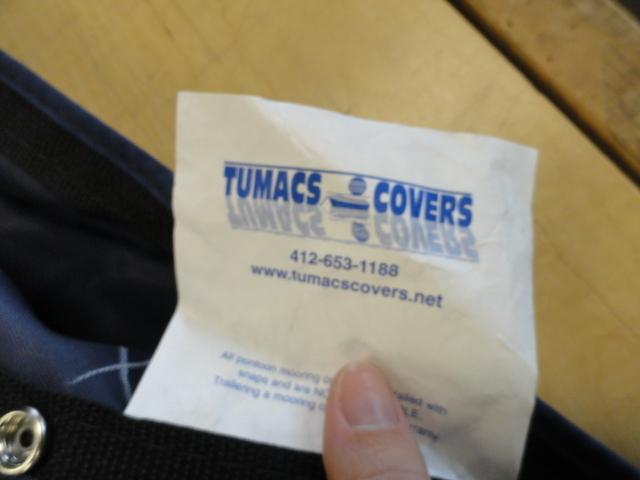 TUMACS COVERS
412-653-1188
www.tumacscovers.net
All pontoon mooring
snaps and are
Trailering a mooring